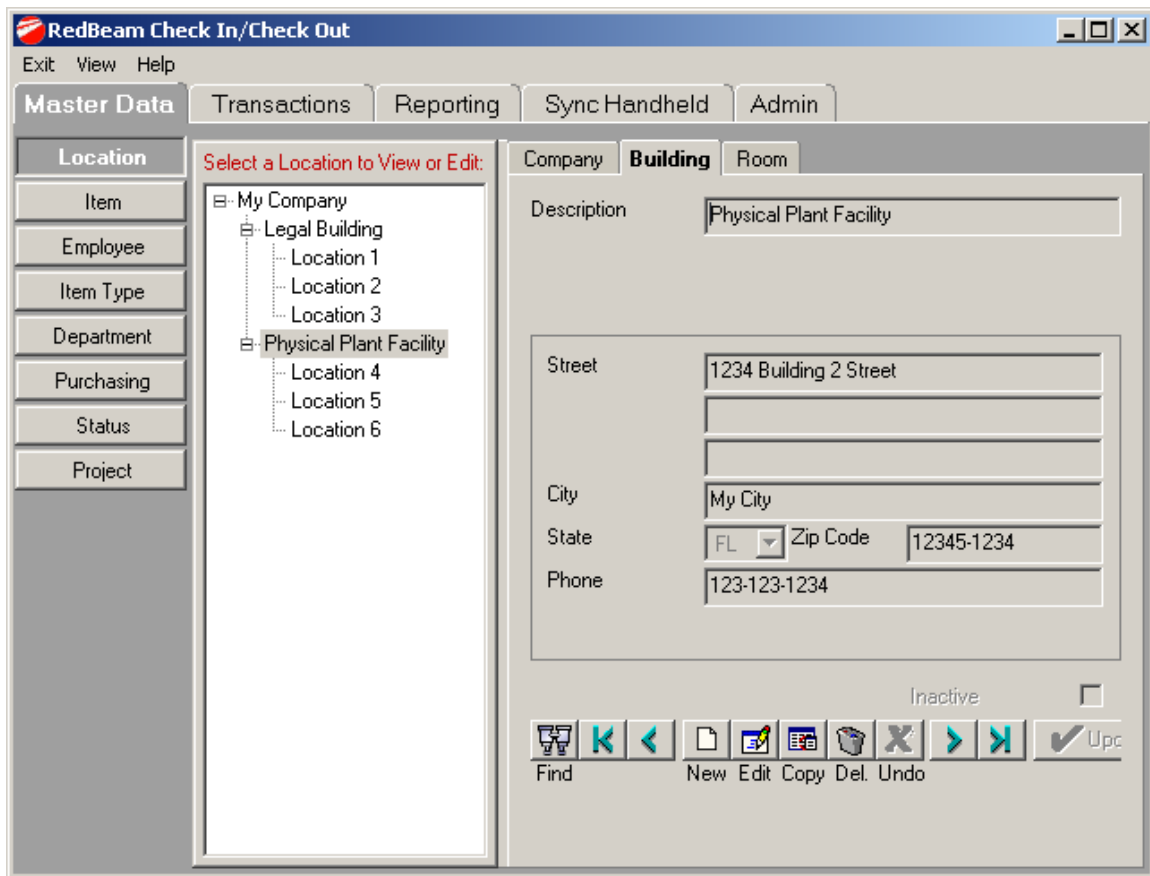 RedBeam Check In/Check Out
Exit View Help
Master Data Transactions Reporting Sync Handheld Admin
Location
Item
Employee
Item Type
Department
Purchasing
Status
Project
Select a Location to View or Edit:
My Company
Legal Building
Location 1
Location 2
Location 3
Physical Plant Facility
Location 4
Location 5
Location 6
Company Building Room
Description Physical Plant Facility
Street 1234 Building 2 Street
City My City
State FL Zip Code 12345-1234
Phone 123-123-1234
Inactive
Upd
Find New Edit Copy Del. Undo